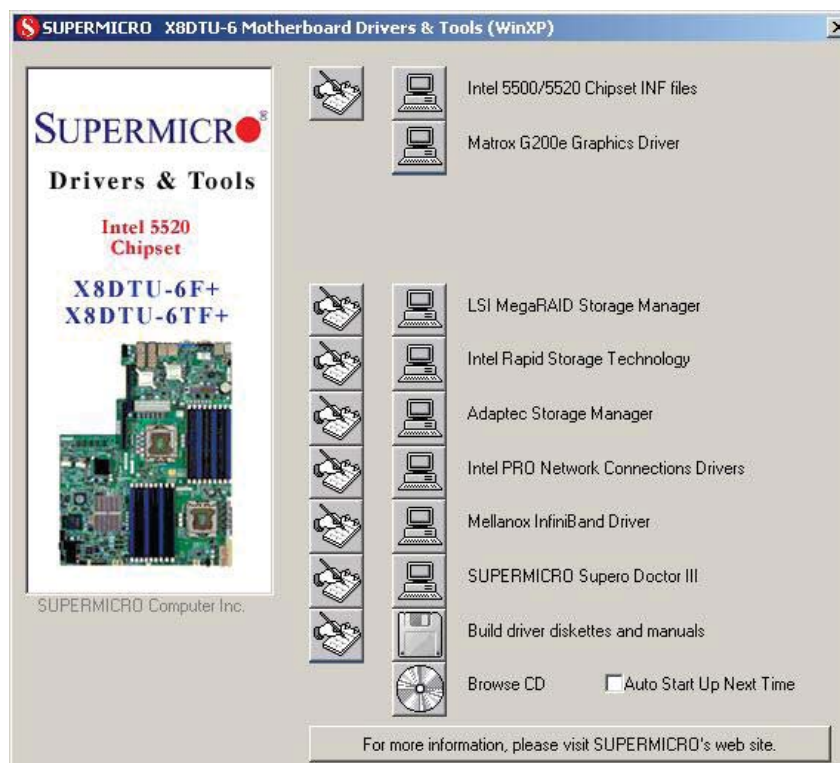 SUPERMICRO X8DTU-6 Motherboard Drivers & Tools (WinXP)
SUPERMICRO®
Drivers & Tools
Intel 5520
Chipset
X8DTU-6F+
X8DTU-6TF+
SUPERMICRO Computer Inc.
Intel 5500/5520 Chipset INF files
Matrox G200e Graphics Driver
LSI MegaRAID Storage Manager
Intel Rapid Storage Technology
Adaptec Storage Manager
Intel PRO Network Connections Drivers
Mellanox InfiniBand Driver
SUPERMICRO Supero Doctor III
Build driver diskettes and manuals
Browse CD Auto Start Up Next Time
For more information, please visit SUPERMICRO's web site.